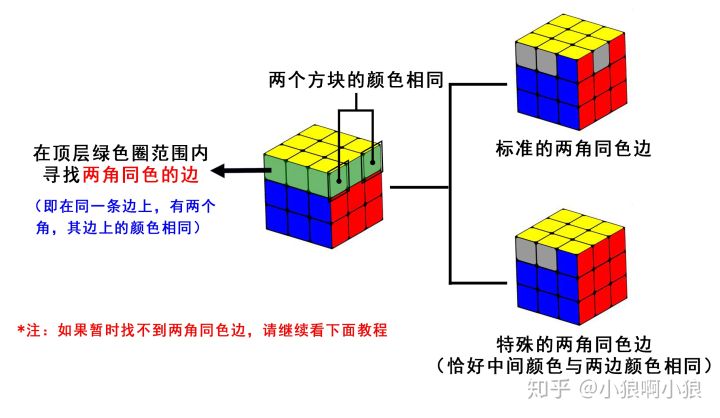 两个方块的颜色相同
在顶层绿色圈范围内
寻找两角同色的边
(即在同一条边上，有两个
角，其边上的颜色相同)
标准的两角同色边
*注：如果暂时找不到两角同色边，请继续看下面教程
特殊的两角同色边
(恰好中间颜色与两边颜色相同)
知乎 @小狼啊小狼